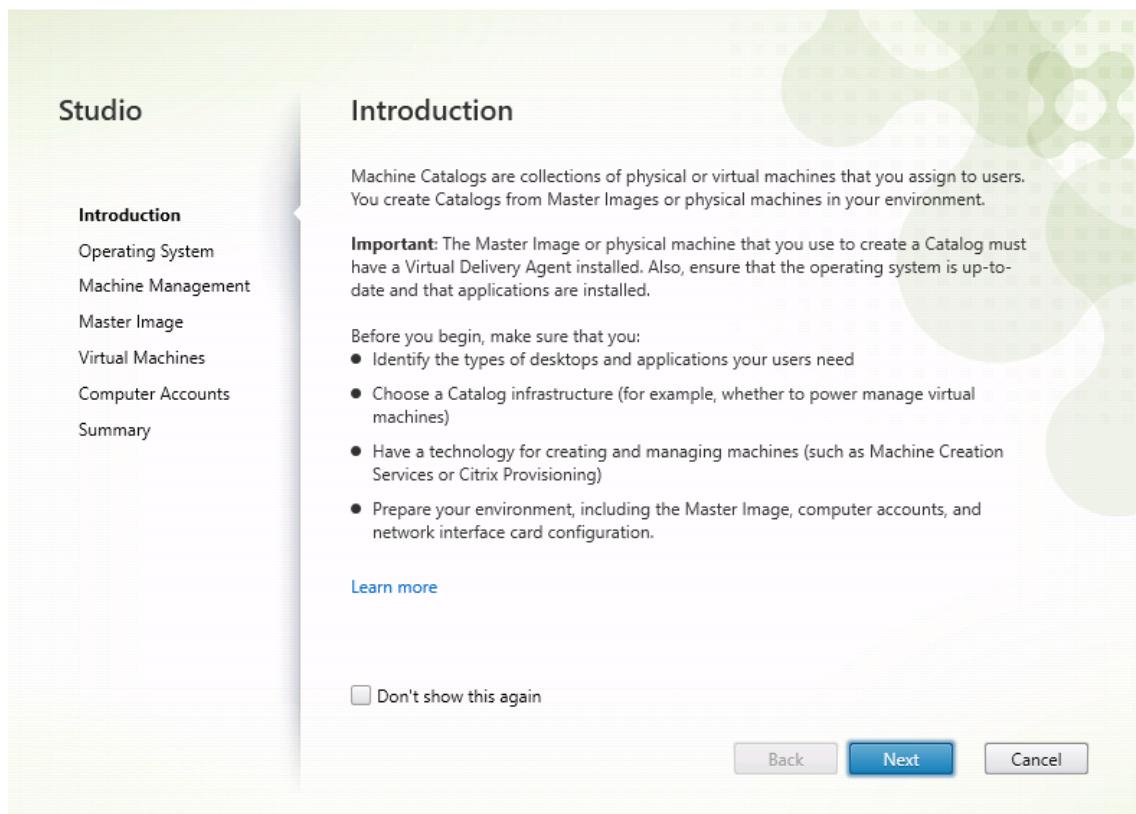 Studio
Introduction
Operating System
Machine Management
Master Image
Virtual Machines
Computer Accounts
Summary
Introduction
Machine Catalogs are collections of physical or virtual machines that you assign to users.
You create Catalogs from Master Images or physical machines in your environment.
Important: The Master Image or physical machine that you use to create a Catalog must
have a Virtual Delivery Agent installed. Also, ensure that the operating system is up-to-
date and that applications are installed.
Before you begin, make sure that you:
● Identify the types of desktops and applications your users need
● Choose a Catalog infrastructure (for example, whether to power manage virtual
machines)
● Have a technology for creating and managing machines (such as Machine Creation
Services or Citrix Provisioning)
● Prepare your environment, including the Master Image, computer accounts, and
network interface card configuration.
Learn more
Don't show this again
Back Next Cancel